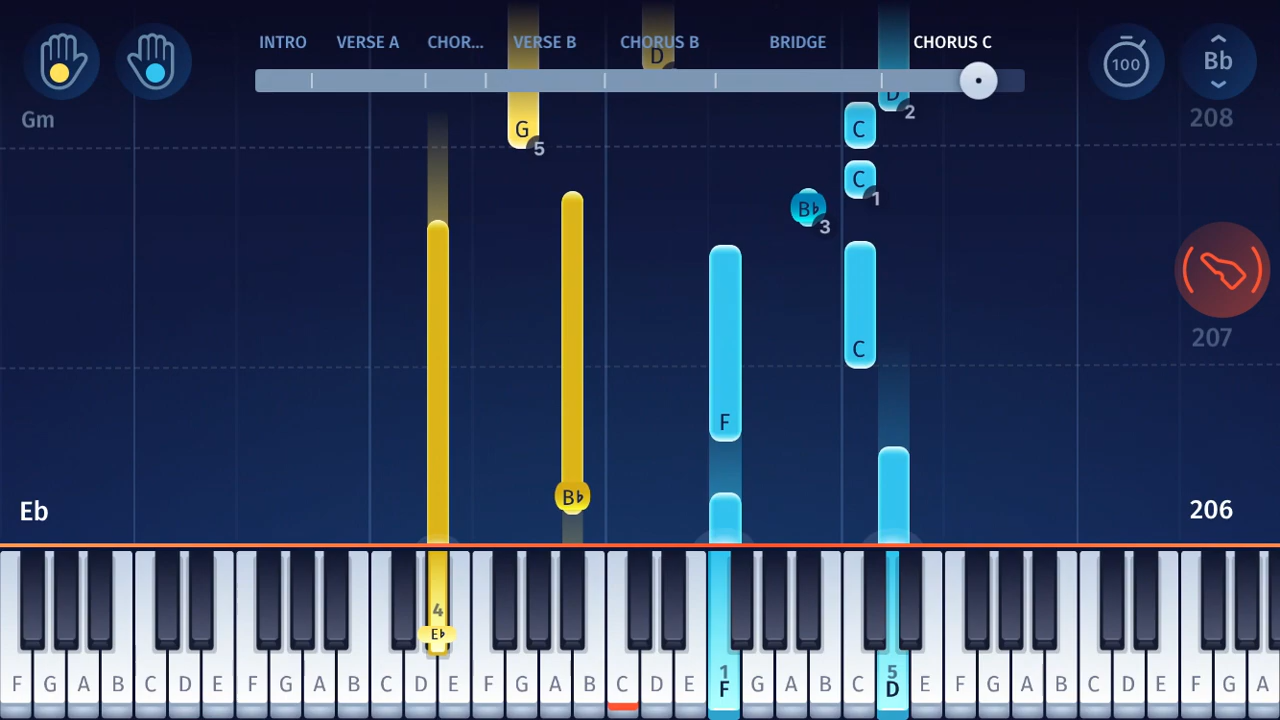 INTRO VERSE A CHOR... VERSE B CHORUS B BRIDGE CHORUS C
D
100
Bb
D
2
Gm
G
5
C
208
C
1
Bb
3
207
C
F
Bb
Eb
206
4
Eb
1
5
F G A B C D E F G A B C D E F G A B C D E F G A B C D E F G A B C D E F G A